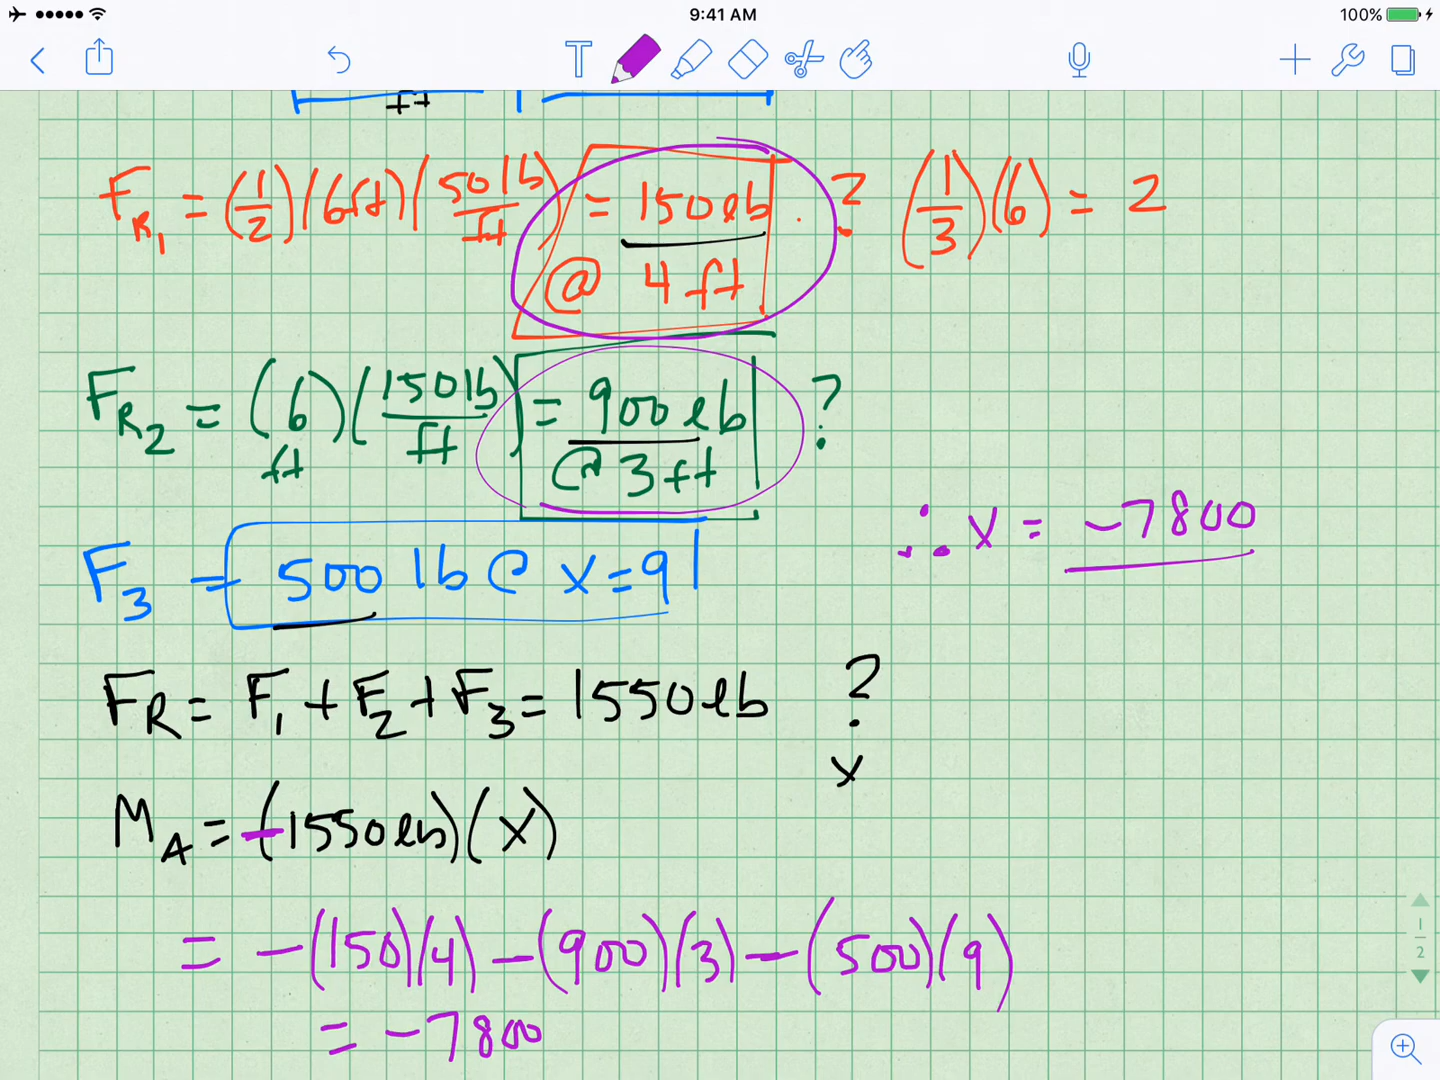 9:41 AM
100%
T
ft
F_R1 = (1/2)(6ft)(50 lb/ft) = 150 lb @ 4 ft ? (1/3)(6) = 2
F_R2 = (6 ft)(150 lb/ft) = 900 lb @ 3 ft ?
∴ x = -7800
F_3 = 500 lb @ x = 9
F_R = F_1 + F_2 + F_3 = 1550 lb ?
x
M_A = -(1550 lb)(x)
= -(150)(4) - (900)(3) - (500)(9)
= -7800
1
2